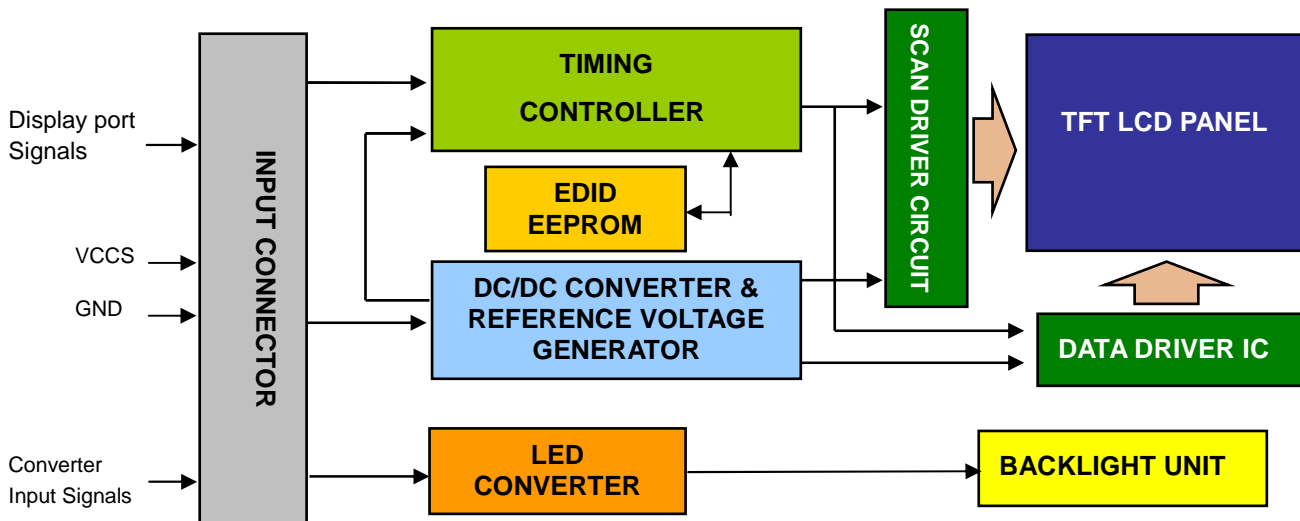 Display port
Signals
VCCS
GND
Converter
Input Signals
INPUT CONNECTOR
TIMING
CONTROLLER
EDID
EEPROM
DC/DC CONVERTER &
REFERENCE VOLTAGE
GENERATOR
LED
CONVERTER
SCAN DRIVER CIRCUIT
TFT LCD PANEL
DATA DRIVER IC
BACKLIGHT UNIT